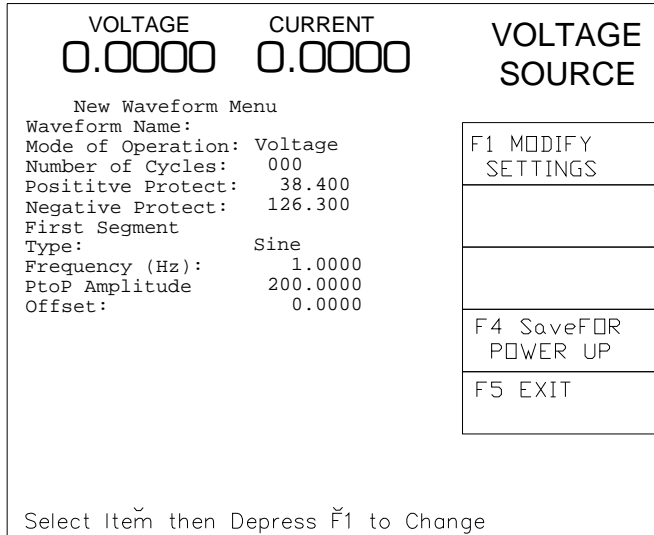 VOLTAGE CURRENT
0.0000 0.0000
VOLTAGE
SOURCE
New Waveform Menu
Waveform Name:
Mode of Operation: Voltage
Number of Cycles: 000
Posititve Protect: 38.400
Negative Protect: 126.300
First Segment
Type: Sine
Frequency (Hz): 1.0000
PtoP Amplitude 200.0000
Offset: 0.0000
F1 MODIFY
SETTINGS
F4 SaveFOR
POWER UP
F5 EXIT
Select Item then Depress F1 to Change